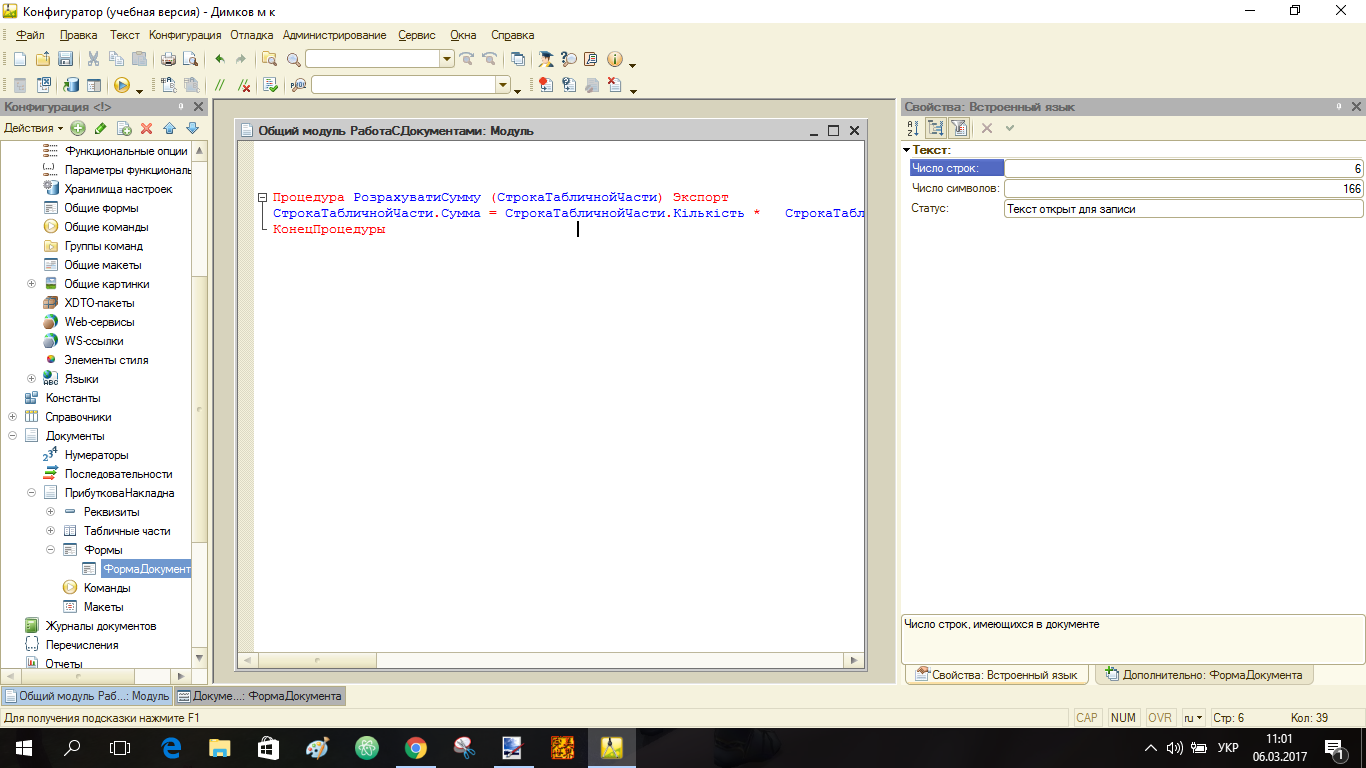 Конфигуратор (учебная версия) - Димков м к
Файл Правка Текст Конфигурация Отладка Администрирование Сервис Окна Справка
Конфигурация <!>
Действия
Функциональные опции
Параметры функциональ
Хранилища настроек
Общие формы
Общие команды
Группы команд
Общие макеты
Общие картинки
XDTO-пакеты
Web-сервисы
WS-ссылки
Элементы стиля
Языки
Константы
Справочники
Документы
Нумераторы
Последовательности
ПрибутковаНакладна
Реквизиты
Табличные части
Формы
ФормаДокумент
Команды
Макеты
Журналы документов
Перечисления
Отчеты
Общий модуль РаботаСДокументами: Модуль
Процедура РозрахуватиСумму (СтрокаТабличнойЧасти) Экспорт
СтрокаТабличнойЧасти.Сумма = СтрокаТабличнойЧасти.Кількість * СтрокаТабл
КонецПроцедуры
Свойства: Встроенный язык
Текст:
Число строк: 6
Число символов: 166
Статус: Текст открыт для записи
Число строк, имеющихся в документе
Свойства: Встроенный язык Дополнительно: ФормаДокумента
Общий модуль Раб...: Модуль Докуме...: ФормаДокумента
Для получения подсказки нажмите F1
CAP NUM OVR ru Стр: 6 Кол: 39
УКР
11:01
06.03.2017
1